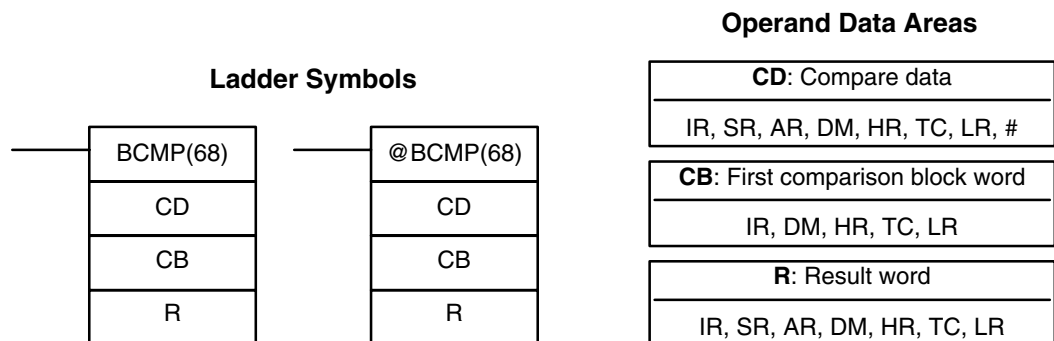 Operand Data Areas
Ladder Symbols
BCMP(68)
CD
CB
R
@BCMP(68)
CD
CB
R
CD: Compare data
IR, SR, AR, DM, HR, TC, LR, #
CB: First comparison block word
IR, DM, HR, TC, LR
R: Result word
IR, SR, AR, DM, HR, TC, LR